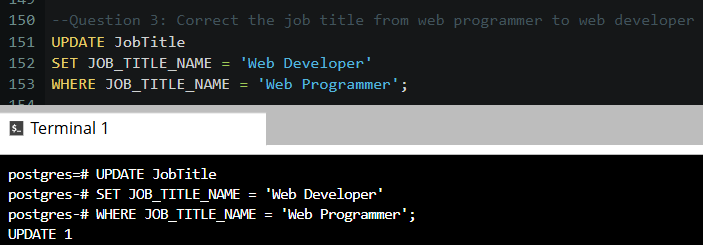 150 --Question 3: Correct the job title from web programmer to web developer
151 UPDATE JobTitle
152 SET JOB_TITLE_NAME = 'Web Developer'
153 WHERE JOB_TITLE_NAME = 'Web Programmer';
Terminal 1
postgres=# UPDATE JobTitle
postgres-# SET JOB_TITLE_NAME = 'Web Developer'
postgres-# WHERE JOB_TITLE_NAME = 'Web Programmer';
UPDATE 1